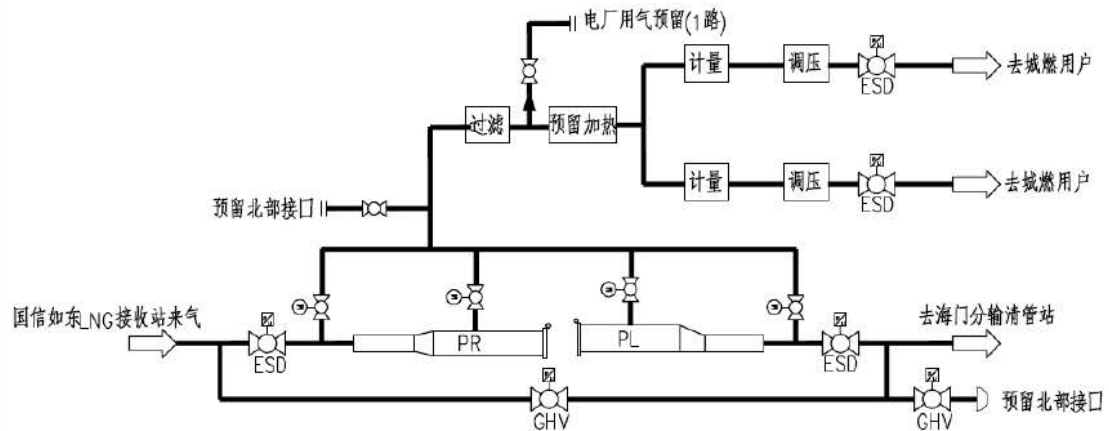 电厂用气预留(1路)
计量
调压
ESD
去城燃用户
过滤
预留加热
计量
调压
ESD
去城燃用户
预留北部接口
国信如东LNG接收站来气
M
M
M
M
去海门分输清管站
ESD
PR
PL
ESD
GHV
GHV
预留北部接口